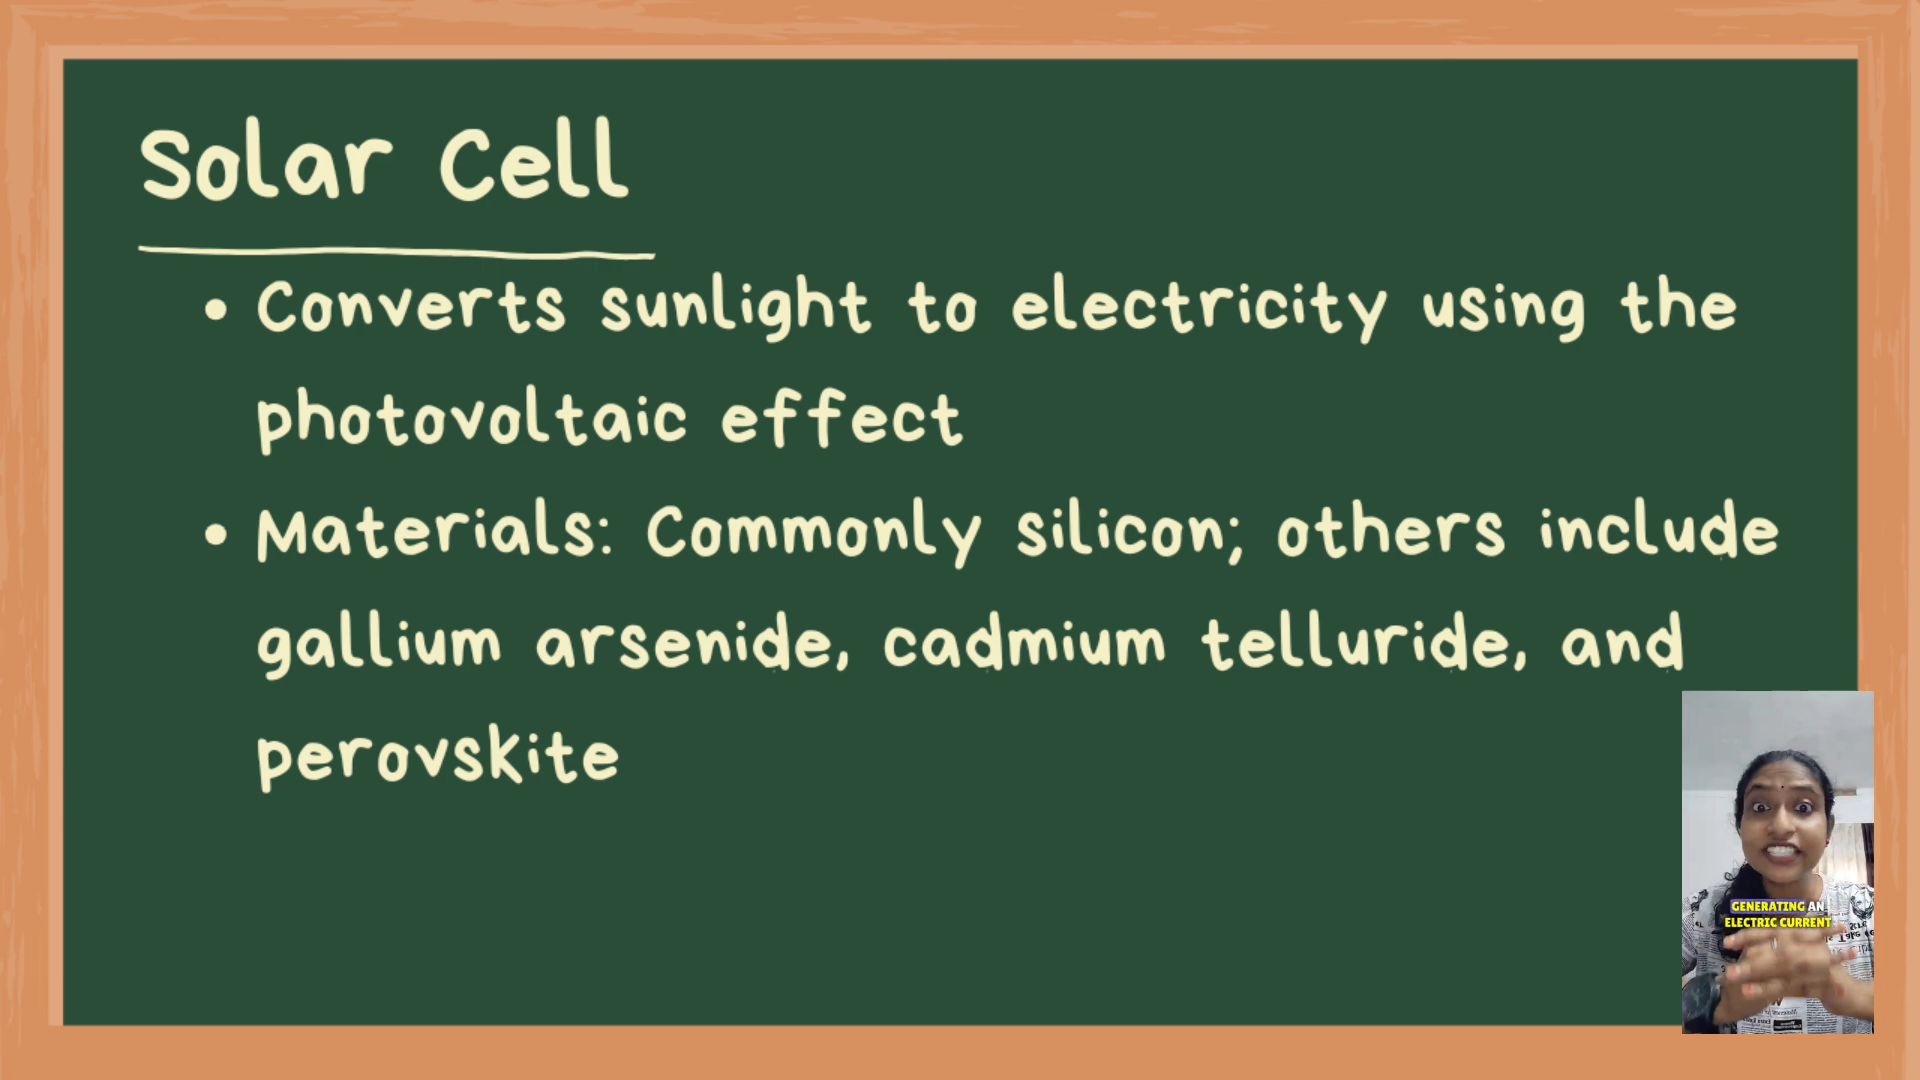 Solar Cell
• Converts sunlight to electricity using the
photovoltaic effect
• Materials: Commonly silicon; others include
gallium arsenide, cadmium telluride, and
perovskite
GENERATING AN
ELECTRIC CURRENT